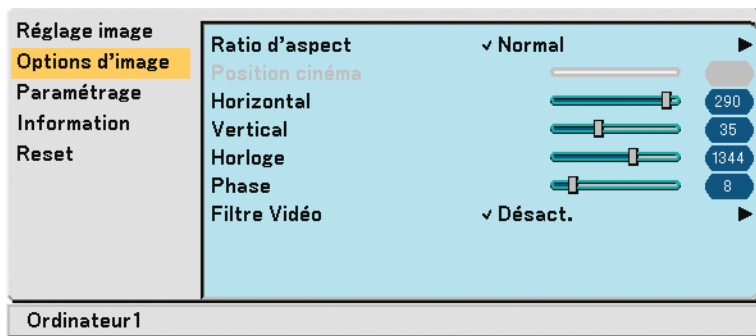 Réglage image
Options d'image
Paramétrage
Information
Reset
Ratio d'aspect ✓ Normal
Position cinéma
Horizontal 290
Vertical 35
Horloge 1344
Phase 8
Filtre Vidéo ✓ Désact.
Ordinateur1